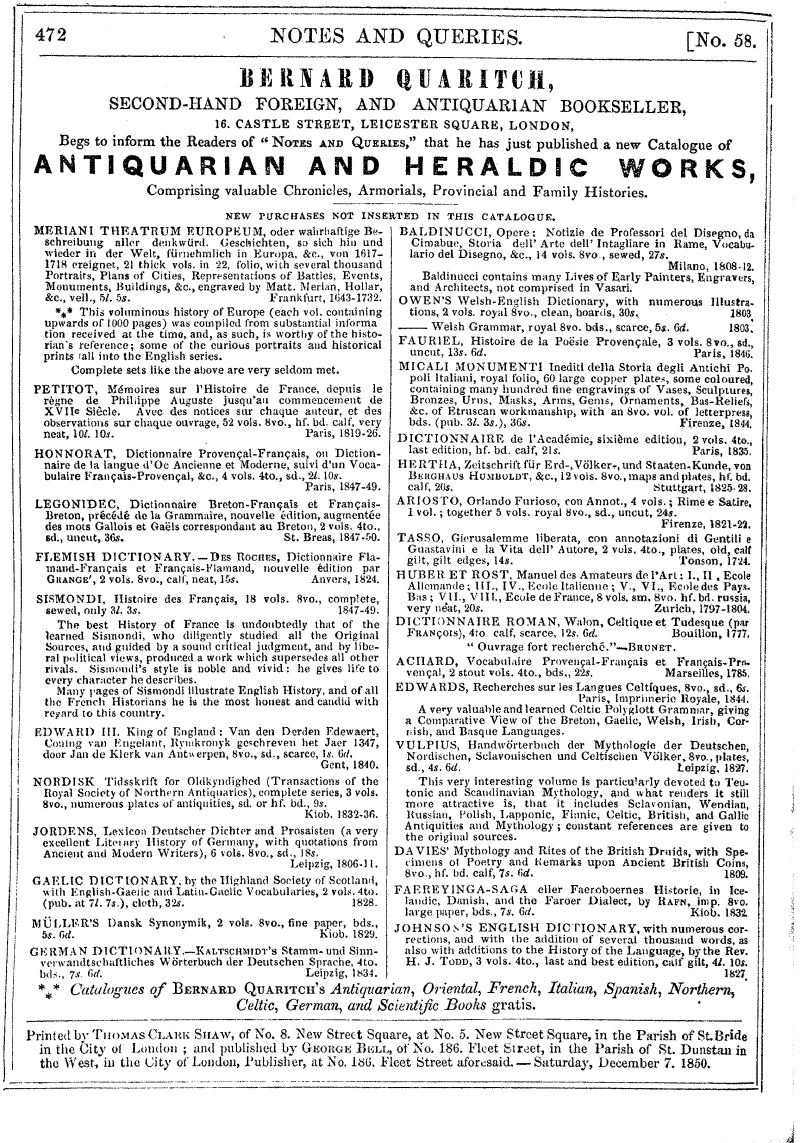 472 NOTES AND QUERIES. [No. 58.
BERNARD QUARITCH,
SECOND-HAND FOREIGN, AND ANTIQUARIAN BOOKSELLER,
16. CASTLE STREET, LEICESTER SQUARE, LONDON,
Begs to inform the Readers of "NOTES AND QUERIES," that he has just published a new Catalogue of
ANTIQUARIAN AND HERALDIC WORKS,
Comprising valuable Chronicles, Armorials, Provincial and Family Histories.
NEW PURCHASES NOT INSERTED IN THIS CATALOGUE.
MERIANI THEATRUM EUROPEUM, oder wahrhaftige Be-
schreibung aller denkwürd. Geschichten, so sich hin und
wieder in der Welt, fürnehmlich in Europa, &c., von 1617-
1718 ereignet, 21 thick vols. in 22, folio, with several thousand
Portraits, Plans of Cities, Representations of Battles, Events,
Monuments, Buildings, &c., engraved by Matt. Merian, Hollar,
&c., vell., 5l. 5s. Frankfurt, 1643-1732.
*** This voluminous history of Europe (each vol. containing
upwards of 1000 pages) was compiled from substantial informa
tion received at the time, and, as such, is worthy of the histo-
rian's reference; some of the curious portraits and historical
prints fall into the English series.
Complete sets like the above are very seldom met.
PETITOT, Mémoires sur l'Histoire de France, depuis le
règne de Philippe Auguste jusqu'au commencement de
XVIIe Siècle. Avec des notices sur chaque auteur, et des
observations sur chaque ouvrage, 52 vols. 8vo., hf. bd. calf, very
neat, 10l. 10s. Paris, 1819-26.
HONNORAT, Dictionnaire Provençal-Français, ou Diction-
naire de la langue d'Oc Ancienne et Moderne, suivi d'un Voca-
bulaire Français-Provençal, &c., 4 vols. 4to., sd., 2l. 10s.
Paris, 1847-49.
LEGONIDEC, Dictionnaire Breton-Français et Français-
Breton, précédé de la Grammaire, nouvelle édition, augmentée
des mots Gallois et Gaëls correspondant au Breton, 2 vols. 4to.,
sd., uncut, 36s. St. Breas, 1847-50.
FLEMISH DICTIONARY.—DES ROCHES, Dictionnaire Fla-
mand-Français et Français-Flamand, nouvelle édition par
GRANGE', 2 vols. 8vo., calf, neat, 15s. Anvers, 1824.
SISMONDI, Histoire des Français, 18 vols. 8vo., complete,
sewed, only 3l. 3s. 1847-49.
The best History of France is undoubtedly that of the
learned Sismondi, who diligently studied all the Original
Sources, and guided by a sound critical judgment, and by libe-
ral political views, produced a work which supersedes all other
rivals. Sismondi's style is noble and vivid: he gives life to
every character he describes.
Many pages of Sismondi illustrate English History, and of all
the French Historians he is the most honest and candid with
regard to this country.
EDWARD III. King of England: Van den Derden Edewaert,
Coning van Engelant, Rymkronyk geschreven het Jaer 1347,
door Jan de Klerk van Antwerpen, 8vo., sd., scarce, 1s. 6d.
Gent, 1840.
NORDISK Tidsskrift for Oldkyndighed (Transactions of the
Royal Society of Northern Antiquaries), complete series, 3 vols.
8vo., numerous plates of antiquities, sd. or hf. bd., 9s.
Kiob. 1832-36.
JORDENS, Lexicon Deutscher Dichter und Prosaisten (a very
excellent Literary History of Germany, with quotations from
Ancient and Modern Writers), 6 vols. 8vo., sd., 18s.
Leipzig, 1806-11.
GAELIC DICTIONARY, by the Highland Society of Scotland,
with English-Gaelic and Latin-Gaelic Vocabularies, 2 vols. 4to.
(pub. at 7l. 7s.), cloth, 32s. 1828.
MÜLLER'S Dansk Synonymik, 2 vols. 8vo., fine paper, bds.,
5s. 6d. Kiob. 1829.
GERMAN DICTIONARY.—KALTSCHMIDT'S Stamm- und Sinn-
verwandtschaftliches Wörterbuch der Deutschen Sprache, 4to.
bds., 7s. 6d. Leipzig, 1834.
BALDINUCCI, Opere; Notizie de Professori del Disegno, da
Cimabue, Storia dell' Arte dell' Intagliare in Rame, Vocabu-
lario del Disegno, &c., 14 vols. 8vo., sewed, 27s.
Milano, 1808-12.
Baldinucci contains many Lives of Early Painters, Engravers,
and Architects, not comprised in Vasari.
OWEN'S Welsh-English Dictionary, with numerous Illustra-
tions, 2 vols. royal 8vo., clean, boards, 30s. 1803.
—— Welsh Grammar, royal 8vo. bds., scarce, 5s. 6d. 1803.
FAURIEL, Histoire de la Poësie Provençale, 3 vols. 8vo., sd.,
uncut, 13s. 6d. Paris, 1846.
MICALI MONUMENTI Inediti della Storia degli Antichi Po-
poli Italiani, royal folio, 60 large copper plates, some coloured,
containing many hundred fine engravings of Vases, Sculptures,
Bronzes, Urns, Masks, Arms, Gems, Ornaments, Bas-Reliefs,
&c. of Etruscan workmanship, with an 8vo. vol. of letterpress,
bds. (pub. 3l. 3s.), 36s. Firenze, 1844.
DICTIONNAIRE de l'Académie, sixième edition, 2 vols. 4to.,
last edition, hf. bd. calf, 21s. Paris, 1835.
HERTHA, Zeitschrift für Erd-, Völker-, und Staaten-Kunde, von
BERGHAUS HUMBOLDT, &c., 12 vols. 8vo., maps and plates, hf. bd.
calf, 20s. Stuttgart, 1825-28.
ARIOSTO, Orlando Furioso, con Annot., 4 vols.; Rime e Satire,
1 vol.; together 5 vols. royal 8vo., sd., uncut, 24s.
Firenze, 1821-22.
TASSO, Gierusalemme liberata, con annotazioni di Gentili e
Guastavini e la Vita dell' Autore, 2 vols. 4to., plates, old, calf
gilt, gilt edges, 14s. Tonson, 1724.
HUBER ET ROST, Manuel des Amateurs de l'Art: I., II, Ecole
Allemande; III., IV., Ecole Italienne; V., VI., Ecole des Pays-
Bas; VII., VIII., Ecole de France, 8 vols. sm. 8vo. hf. bd. russia,
very neat, 20s. Zurich, 1797-1804.
DICTIONNAIRE ROMAN, Walon, Celtique et Tudesque (par
FRANÇOIS), 4to. calf, scarce, 12s. 6d. Bouillon, 1777.
"Ouvrage fort recherché."—BRUNET.
ACHARD, Vocabulaire Provençal-Français et Français-Pro-
vençal, 2 stout vols. 4to., bds., 22s. Marseilles, 1785.
EDWARDS, Recherches sur les Langues Celtiques, 8vo., sd., 6s.
Paris, Imprimerie Royale, 1844.
A very valuable and learned Celtic Polyglott Grammar, giving
a Comparative View of the Breton, Gaelic, Welsh, Irish, Cor-
nish, and Basque Languages.
VULPIUS, Handwörterbuch der Mythologie der Deutschen,
Nordischen, Sclavonischen und Celtischen Völker, 8vo., plates,
sd., 4s. 6d. Leipzig, 1827.
This very interesting volume is particularly devoted to Teu-
tonic and Scandinavian Mythology, and what renders it still
more attractive is, that it includes Sclavonian, Wendian,
Russian, Polish, Lapponic, Finnic, Celtic, British, and Gallic
Antiquities and Mythology; constant references are given to
the original sources.
DAVIES' Mythology and Rites of the British Druids, with Spe-
cimens of Poetry and Remarks upon Ancient British Coins,
8vo., hf. bd. calf, 7s. 6d. 1809.
FAEREYINGA-SAGA eller Faeroboernes Historie, in Ice-
landic, Danish, and the Faroer Dialect, by RAFN, imp. 8vo.
large paper, bds., 7s. 6d. Kiob. 1832
JOHNSON'S ENGLISH DICTIONARY, with numerous cor-
rections, and with the addition of several thousand words, as
also with additions to the History of the Language, by the Rev.
H. J. TODD, 3 vols. 4to., last and best edition, calf gilt, 4l. 10s.
1827.
*** Catalogues of BERNARD QUARITCH'S Antiquarian, Oriental, French, Italian, Spanish, Northern,
Celtic, German, and Scientific Books gratis.
Printed by THOMAS CLARK SHAW, of No. 8. New Street Square, at No. 5. New Street Square, in the Parish of St. Bride
in the City of London; and published by GEORGE BELL, of No. 186. Fleet Street, in the Parish of St. Dunstan in
the West, in the City of London, Publisher, at No. 186. Fleet Street aforesaid.—Saturday, December 7. 1850.